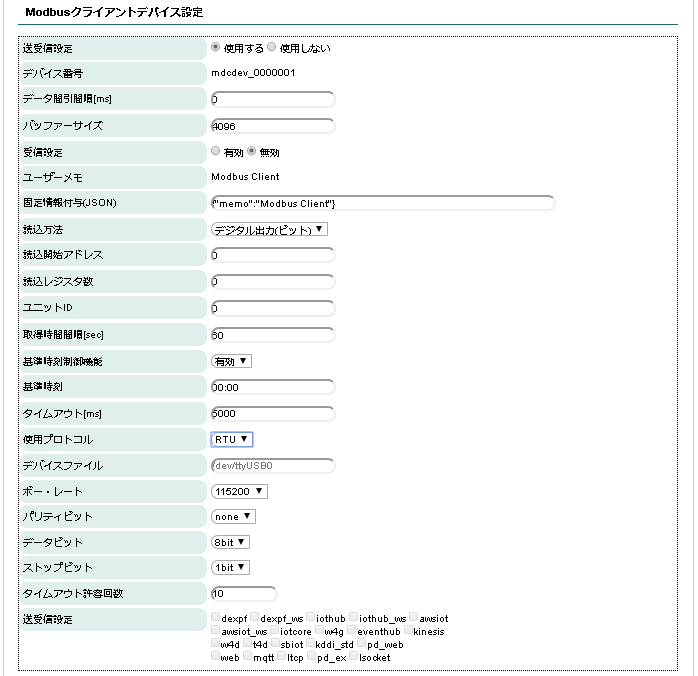 Modbusクライアントデバイス設定
送受信設定 使用する 使用しない
デバイス番号 mdcdev_0000001
データ間引間隔[ms] 0
バッファーサイズ 4096
受信設定 有効 無効
ユーザーメモ Modbus Client
固定情報付与(JSON) {"memo":"Modbus Client"}
読込方法 デジタル出力(ビット)
読込開始アドレス 0
読込レジスタ数 0
ユニットID 0
取得時間間隔[sec] 60
基準時刻制御機能 有効
基準時刻 00:00
タイムアウト[ms] 5000
使用プロトコル RTU
デバイスファイル /dev/ttyUSB0
ボー・レート 115200
パリティビット none
データビット 8bit
ストップビット 1bit
タイムアウト許容回数 10
送受信設定 dexpf dexpf_ws iothub iothub_ws awsiot
awsiot_ws iotcore w4g eventhub kinesis
w4d t4d sbiot kddi_std pd_web
web mqtt ltcp pd_ex lsocket